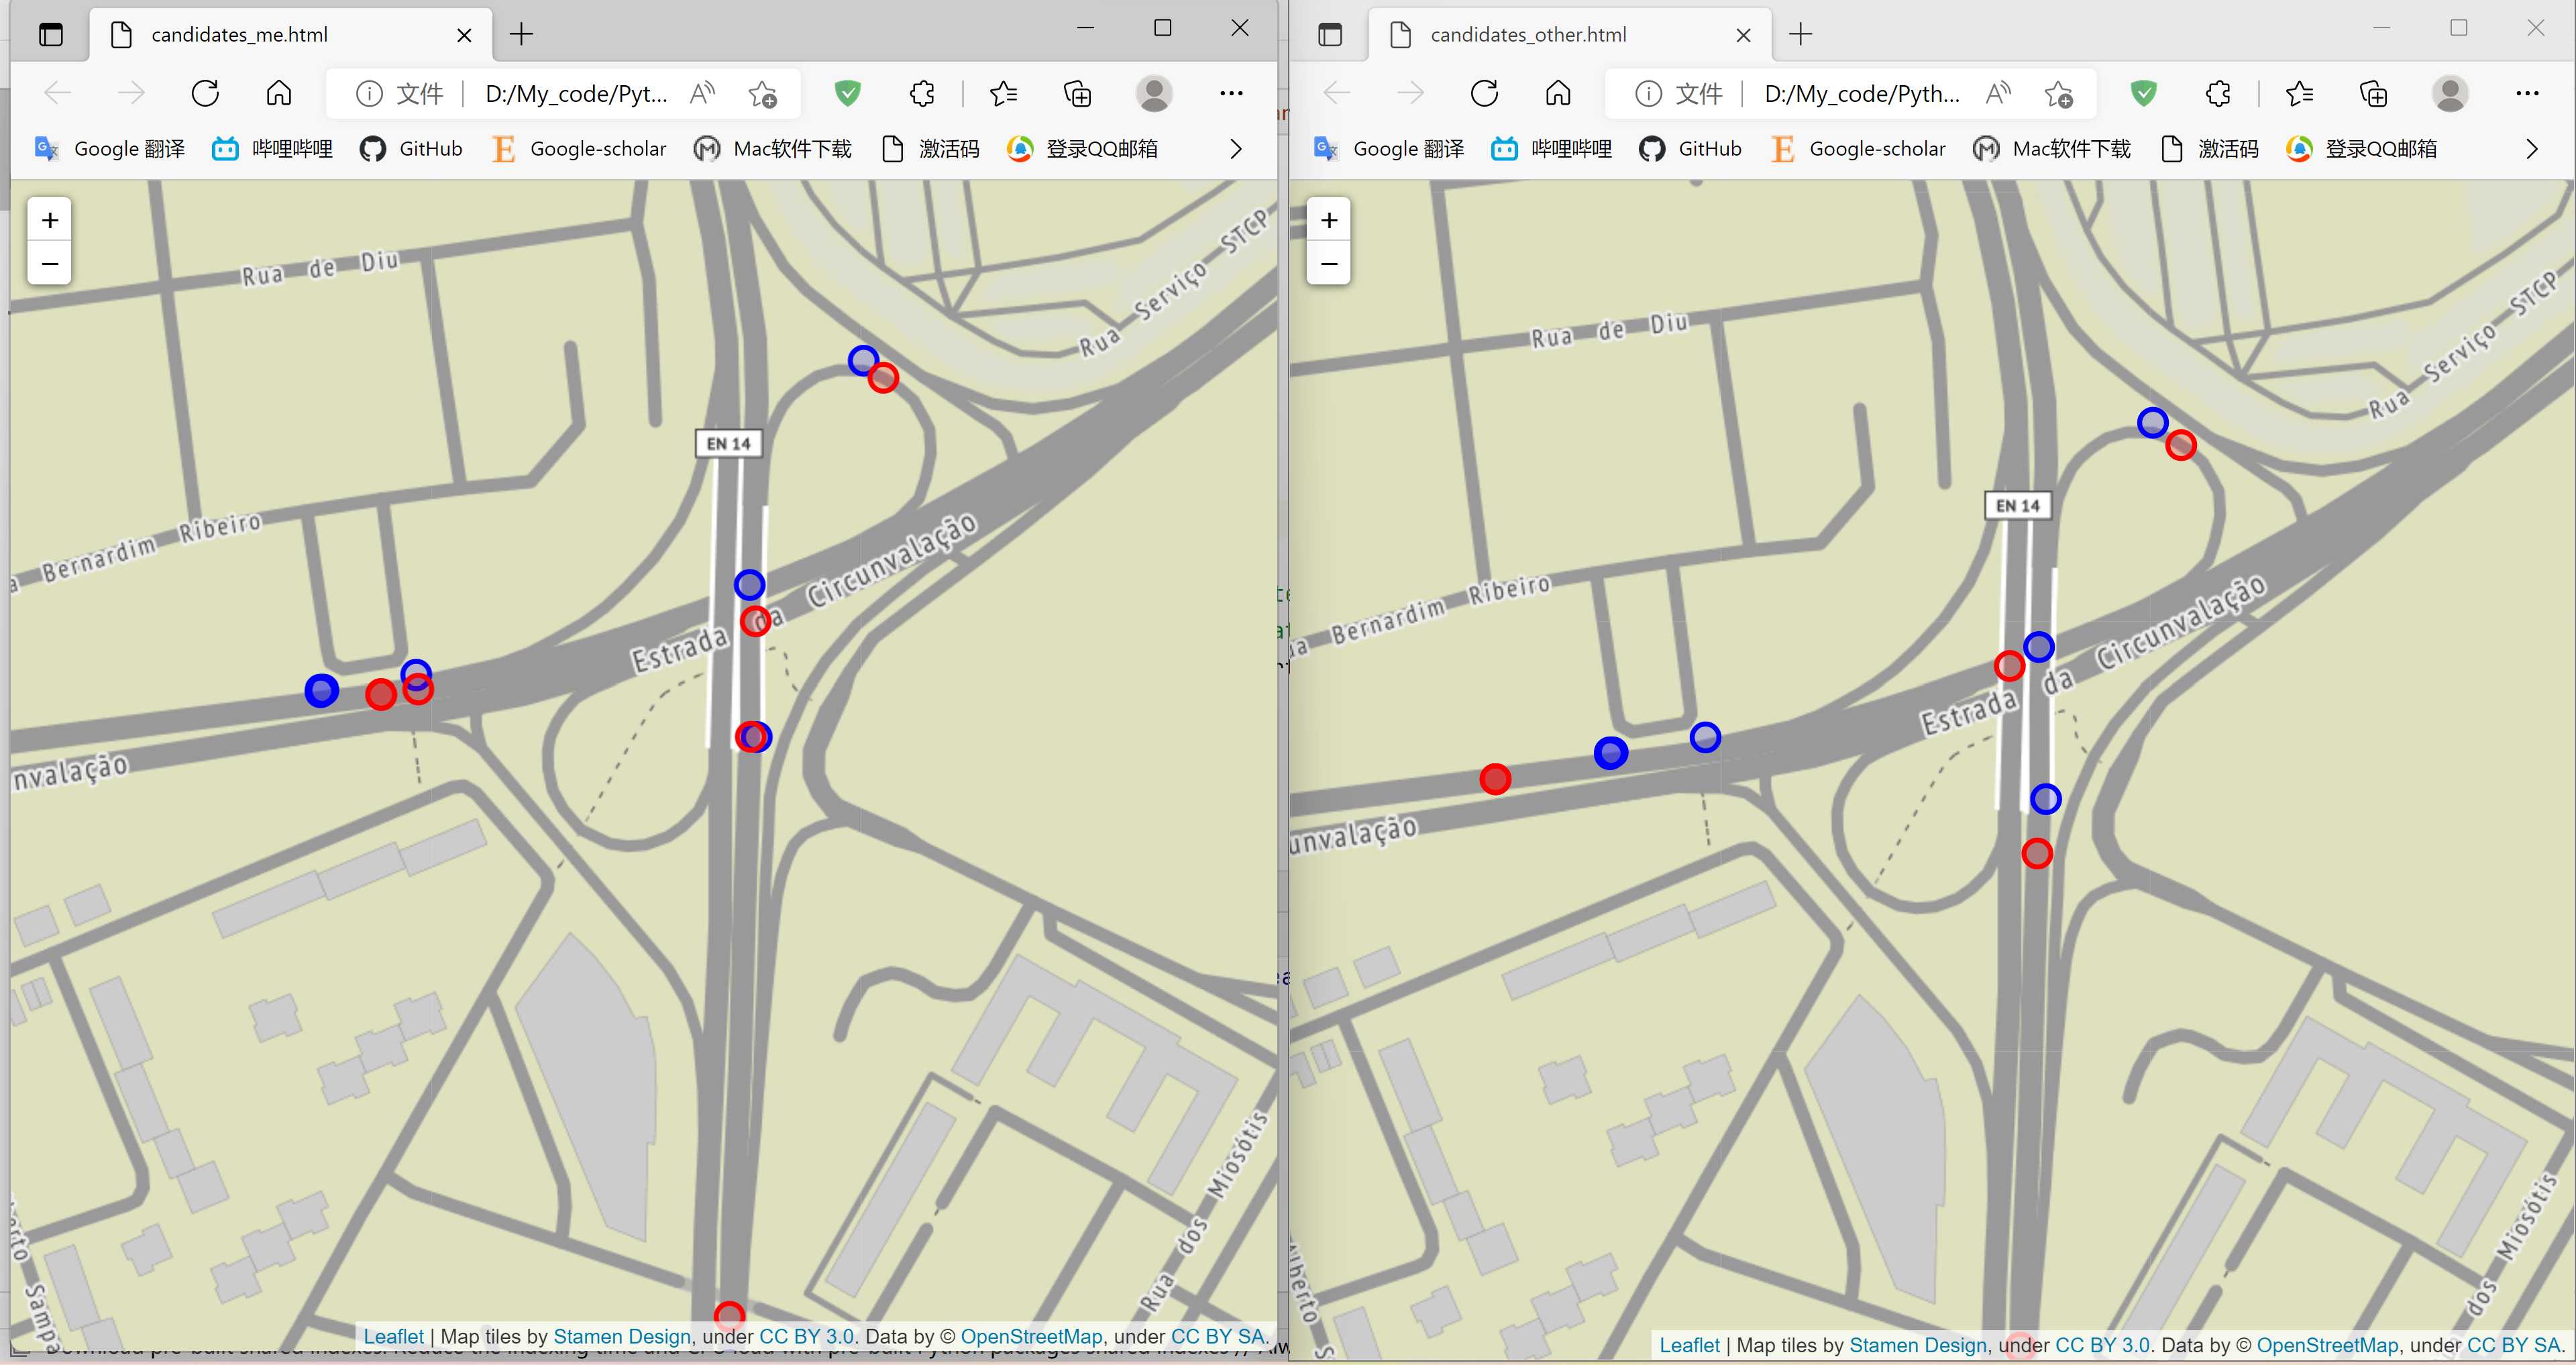 candidates_me.html
文件 D:/My_code/Pyt...
Google 翻译 哔哩哔哩 GitHub Google-scholar Mac软件下载 激活码 登录QQ邮箱
+
−
Rua de Diu
Rua Serviço STCP
EN 14
Bernardim Ribeiro
Estrada da Circunvalação
nvalação
Rua dos Miosótis
Leaflet | Map tiles by Stamen Design, under CC BY 3.0. Data by © OpenStreetMap, under CC BY SA.
candidates_other.html
文件 D:/My_code/Pyth...
Google 翻译 哔哩哔哩 GitHub Google-scholar Mac软件下载 激活码 登录QQ邮箱
+
−
Rua de Diu
Rua Serviço STCP
EN 14
Bernardim Ribeiro
Estrada da Circunvalação
unvalação
dos Miosótis
Leaflet | Map tiles by Stamen Design, under CC BY 3.0. Data by © OpenStreetMap, under CC BY SA.